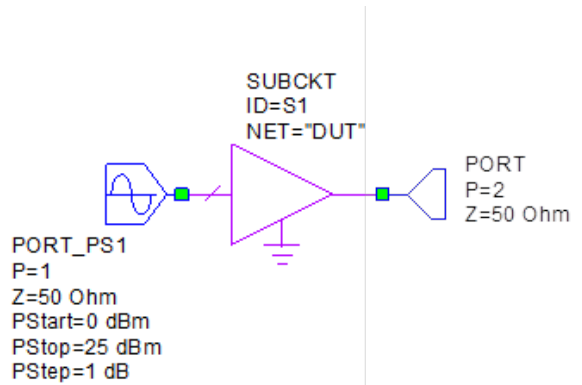 SUBCKT
ID=S1
NET="DUT"
PORT
P=2
Z=50 Ohm
PORT_PS1
P=1
Z=50 Ohm
PStart=0 dBm
PStop=25 dBm
PStep=1 dB